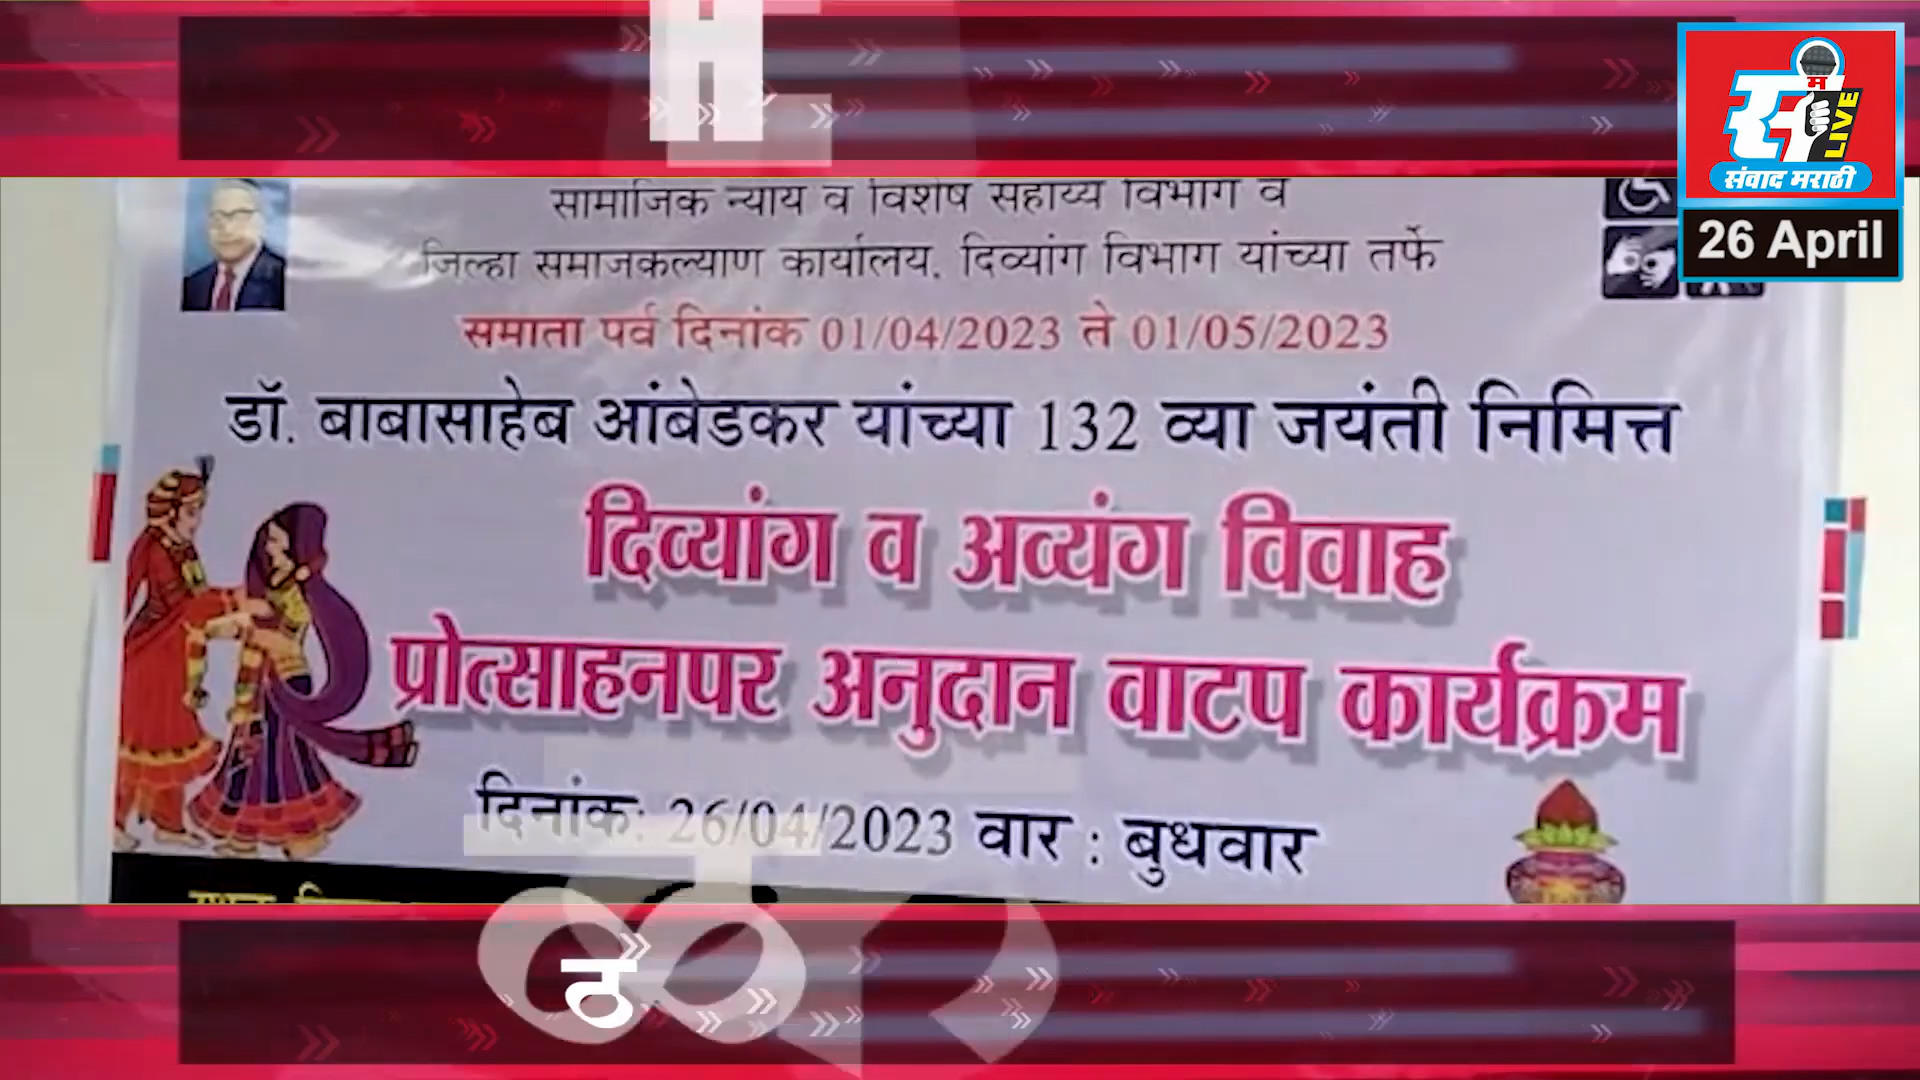 सामाजिक न्याय व विशेष सहाय्य विभाग व
जिल्हा समाजकल्याण कार्यालय, दिव्यांग विभाग यांच्या तर्फे
समाता पर्व दिनांक 01/04/2023 ते 01/05/2023
डॉ. बाबासाहेब आंबेडकर यांच्या 132 व्या जयंती निमित्त
दिव्यांग व अव्यंग विवाह
प्रोत्साहनपर अनुदान वाटप कार्यक्रम
दिनांक: 26/04/2023 वार : बुधवार
स म
LIVE
संवाद मराठी
26 April
ठ